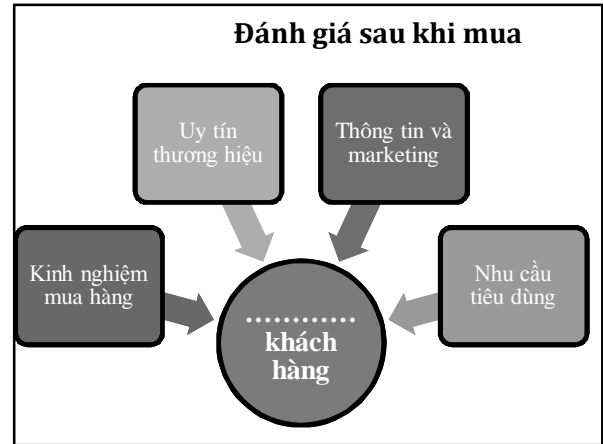 Đánh giá sau khi mua
Uy tín
thương hiệu
Thông tin và
marketing
Kinh nghiệm
mua hàng
Nhu cầu
tiêu dùng
............
khách
hàng